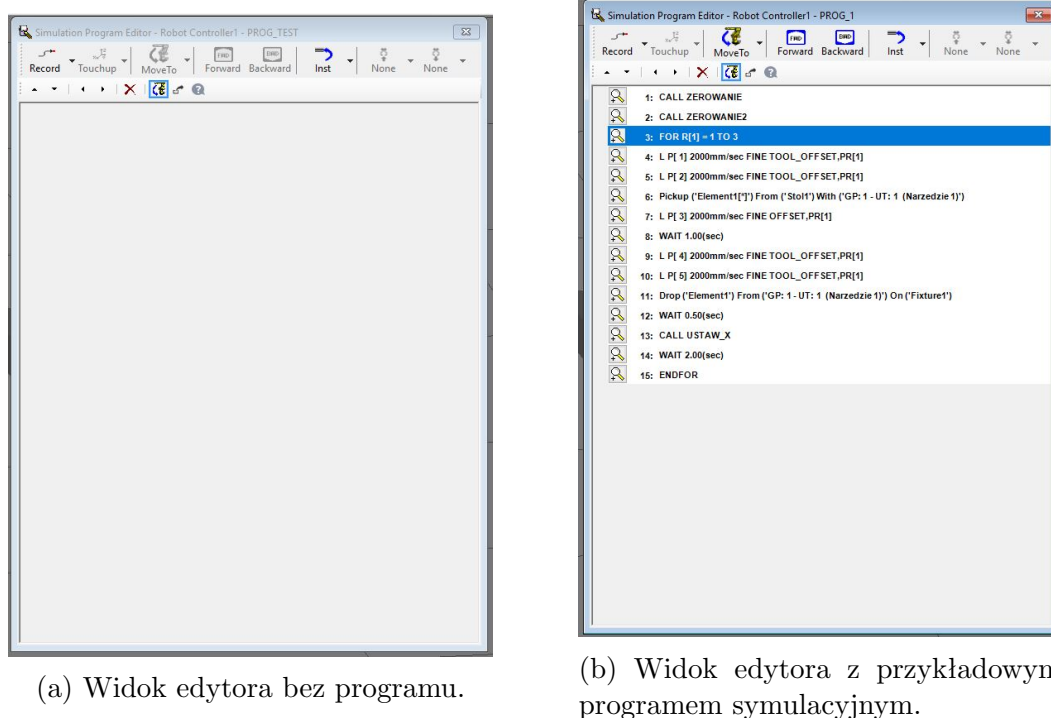 Simulation Program Editor - Robot Controller1 - PROG_TEST
Record Touchup MoveTo Forward Backward Inst None None
FWD BWD
(a) Widok edytora bez programu.
Simulation Program Editor - Robot Controller1 - PROG_1
Record Touchup MoveTo Forward Backward Inst None None
FWD BWD
1: CALL ZEROWANIE
2: CALL ZEROWANIE2
3: FOR R[1] = 1 TO 3
4: L P[ 1] 2000mm/sec FINE TOOL_OFFSET,PR[1]
5: L P[ 2] 2000mm/sec FINE TOOL_OFFSET,PR[1]
6: Pickup ('Element1[*]') From ('Stol1') With ('GP: 1 - UT: 1 (Narzedzie1)')
7: L P[ 3] 2000mm/sec FINE OFFSET,PR[1]
8: WAIT 1.00(sec)
9: L P[ 4] 2000mm/sec FINE TOOL_OFFSET,PR[1]
10: L P[ 5] 2000mm/sec FINE TOOL_OFFSET,PR[1]
11: Drop ('Element1') From ('GP: 1 - UT: 1 (Narzedzie1)') On ('Fixture1')
12: WAIT 0.50(sec)
13: CALL USTAW_X
14: WAIT 2.00(sec)
15: ENDFOR
(b) Widok edytora z przykładowym
programem symulacyjnym.